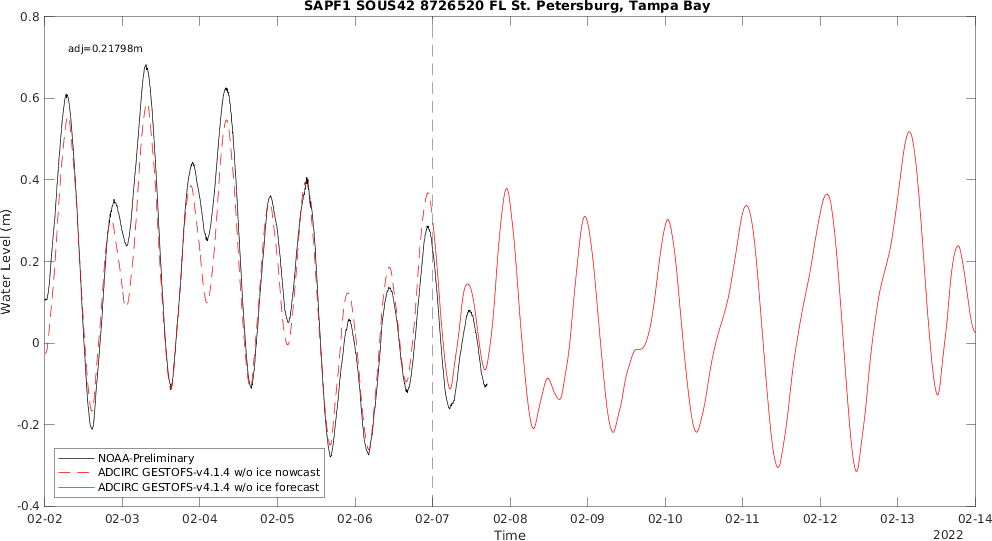 SAPF1 SOUS42 8726520 FL St. Petersburg, Tampa Bay
adj=0.21798m
0.8
0.6
0.4
0.2
0
-0.2
-0.4
Water Level (m)
NOAA-Preliminary
ADCIRC GESTOFS-v4.1.4 w/o ice nowcast
ADCIRC GESTOFS-v4.1.4 w/o ice forecast
02-02 02-03 02-04 02-05 02-06 02-07 02-08 02-09 02-10 02-11 02-12 02-13 02-14
Time
2022